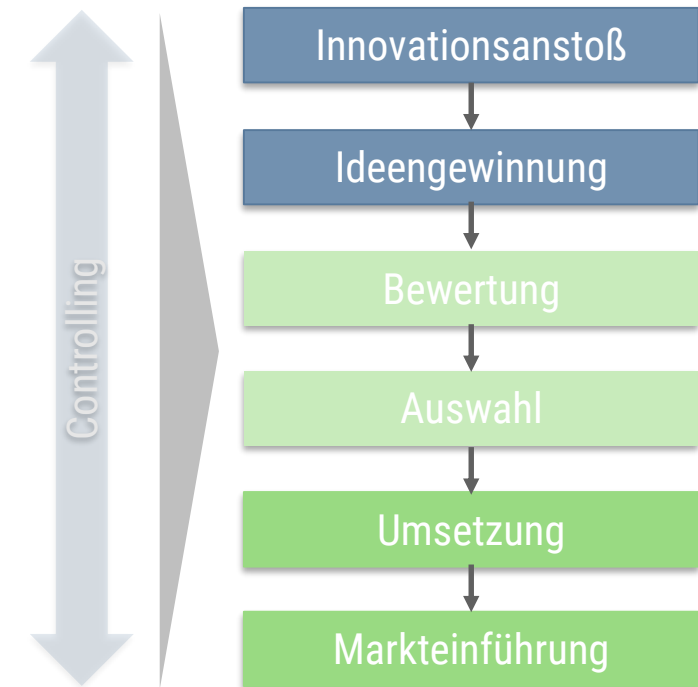 Controlling
Innovationsanstoß
Ideengewinnung
Bewertung
Auswahl
Umsetzung
Markteinführung